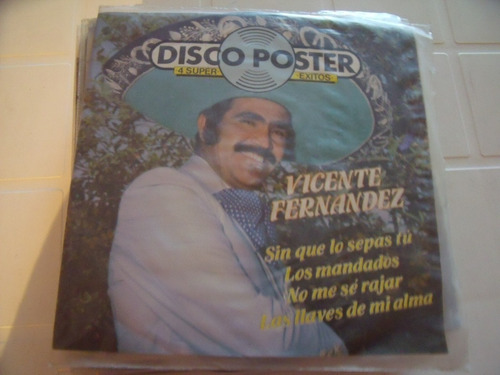 DISCO POSTER
4 SUPER EXITOS
VICENTE
FERNANDEZ
Sin que lo sepas tú
Los mandados
No me sé rajar
Las llaves de mi alma